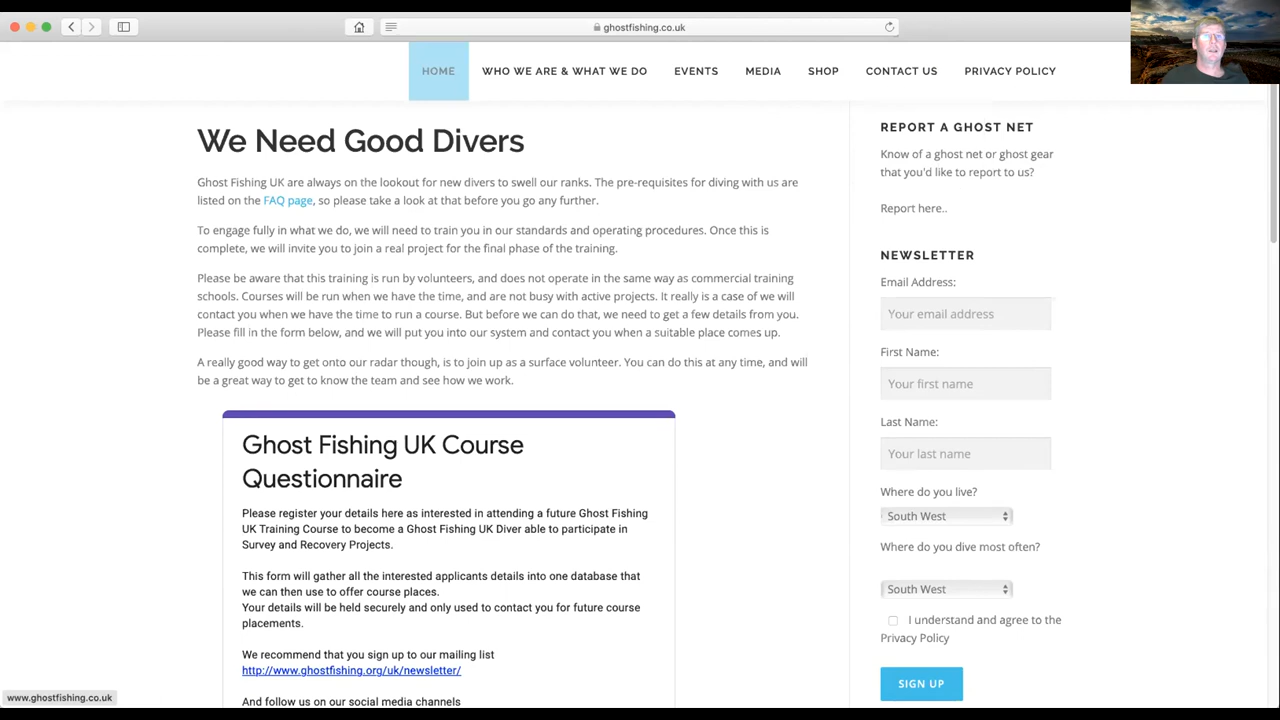 ghostfishing.co.uk
HOME WHO WE ARE & WHAT WE DO EVENTS MEDIA SHOP CONTACT US PRIVACY POLICY
We Need Good Divers
Ghost Fishing UK are always on the lookout for new divers to swell our ranks. The pre-requisites for diving with us are
listed on the FAQ page, so please take a look at that before you go any further.
To engage fully in what we do, we will need to train you in our standards and operating procedures. Once this is
complete, we will invite you to join a real project for the final phase of the training.
Please be aware that this training is run by volunteers, and does not operate in the same way as commercial training
schools. Courses will be run when we have the time, and are not busy with active projects. It really is a case of we will
contact you when we have the time to run a course. But before we can do that, we need to get a few details from you.
Please fill in the form below, and we will put you into our system and contact you when a suitable place comes up.
A really good way to get onto our radar though, is to join up as a surface volunteer. You can do this at any time, and will
be a great way to get to know the team and see how we work.
Ghost Fishing UK Course
Questionnaire
Please register your details here as interested in attending a future Ghost Fishing
UK Training Course to become a Ghost Fishing UK Diver able to participate in
Survey and Recovery Projects.
This form will gather all the interested applicants details into one database that
we can then use to offer course places.
Your details will be held securely and only used to contact you for future course
placements.
We recommend that you sign up to our mailing list
http://www.ghostfishing.org/uk/newsletter/
And follow us on our social media channels
REPORT A GHOST NET
Know of a ghost net or ghost gear
that you'd like to report to us?
Report here..
NEWSLETTER
Email Address:
Your email address
First Name:
Your first name
Last Name:
Your last name
Where do you live?
South West
Where do you dive most often?
South West
I understand and agree to the
Privacy Policy
SIGN UP
www.ghostfishing.co.uk